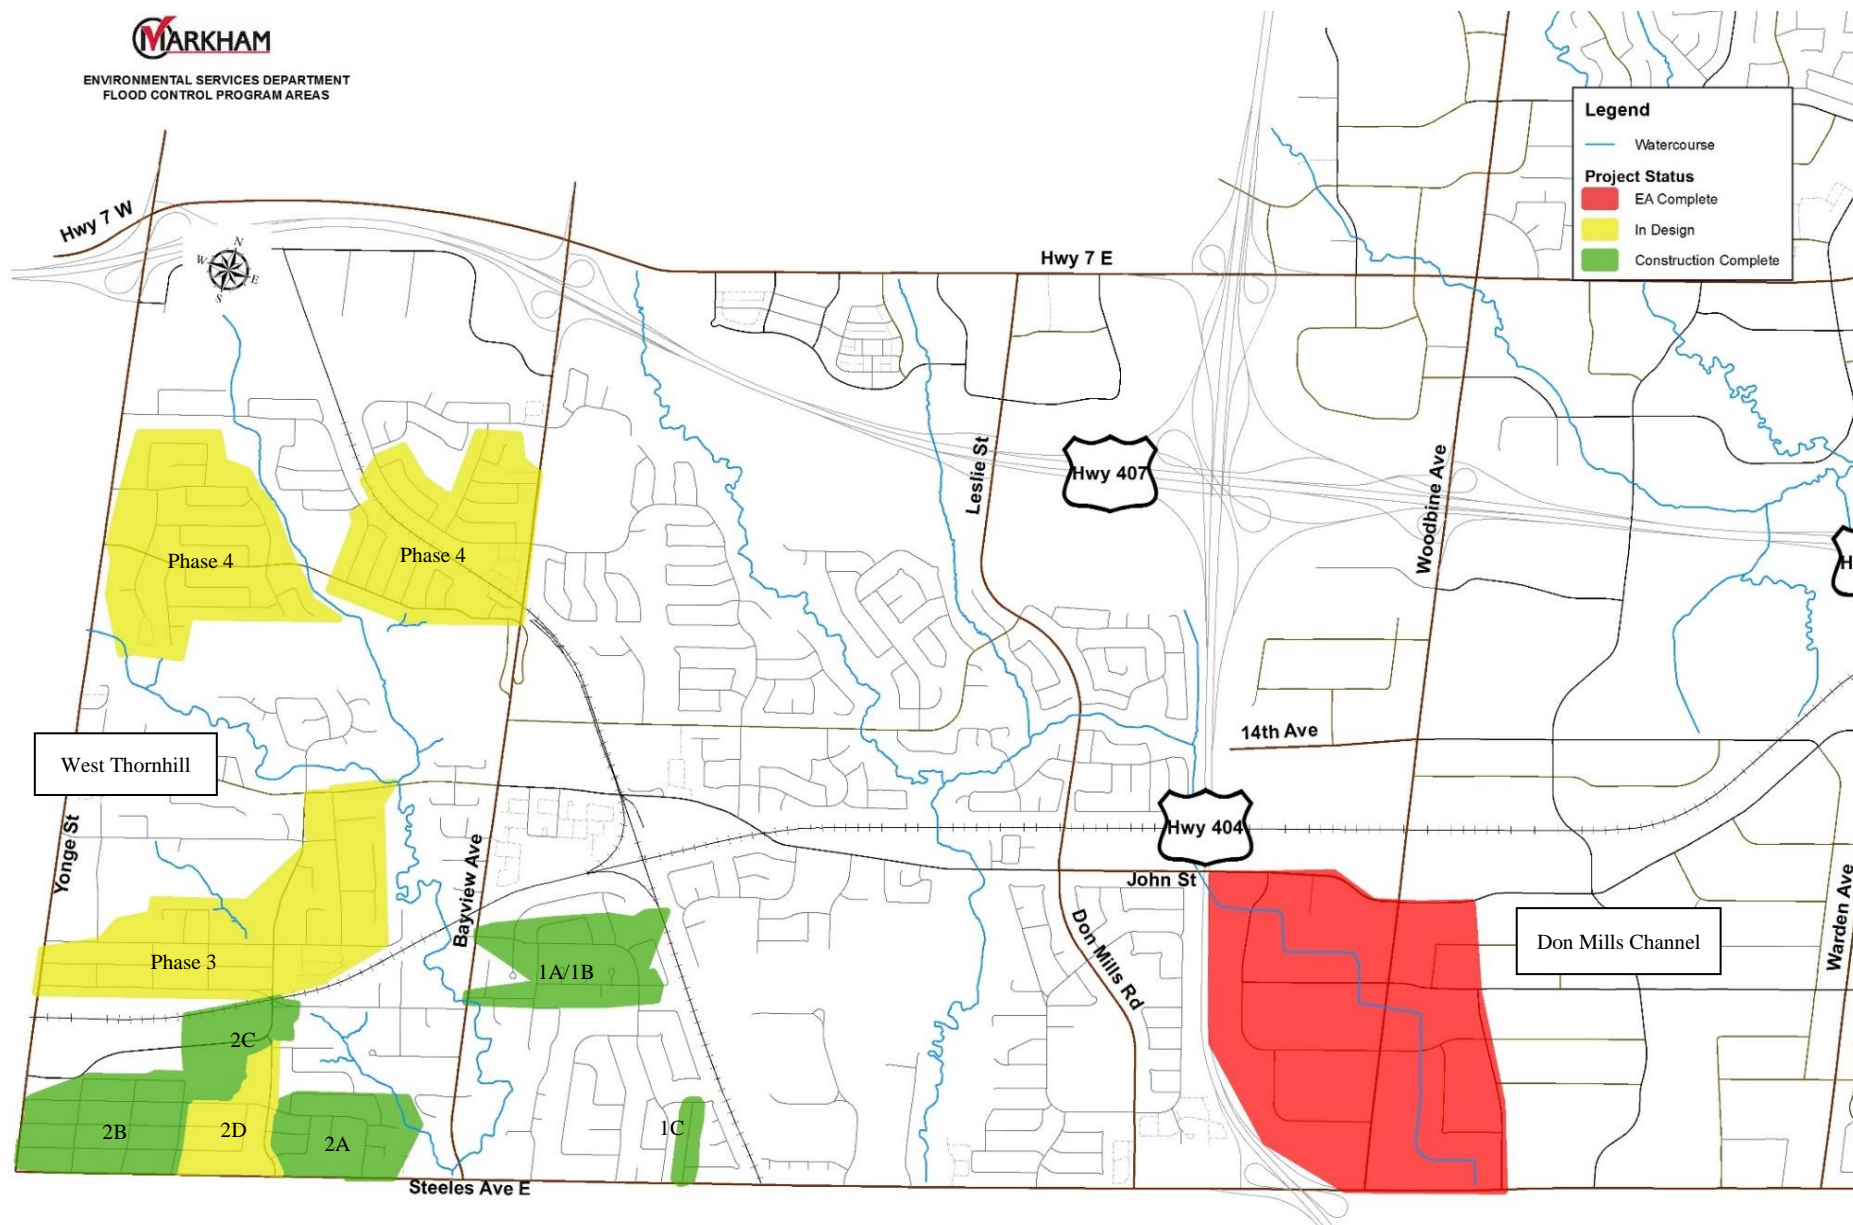 MARKHAM
ENVIRONMENTAL SERVICES DEPARTMENT
FLOOD CONTROL PROGRAM AREAS
Legend
Watercourse
Project Status
EA Complete
In Design
Construction Complete
Hwy 7 W
N
W
E
S
Hwy 7 E
Leslie St
Hwy 407
Woodbine Ave
H
Phase 4
Phase 4
14th Ave
West Thornhill
Yonge St
Bayview Ave
Hwy 404
John St
Don Mills Rd
Warden Ave
Don Mills Channel
Phase 3
1A/1B
2C
2B
2D
2A
1C
Steeles Ave E